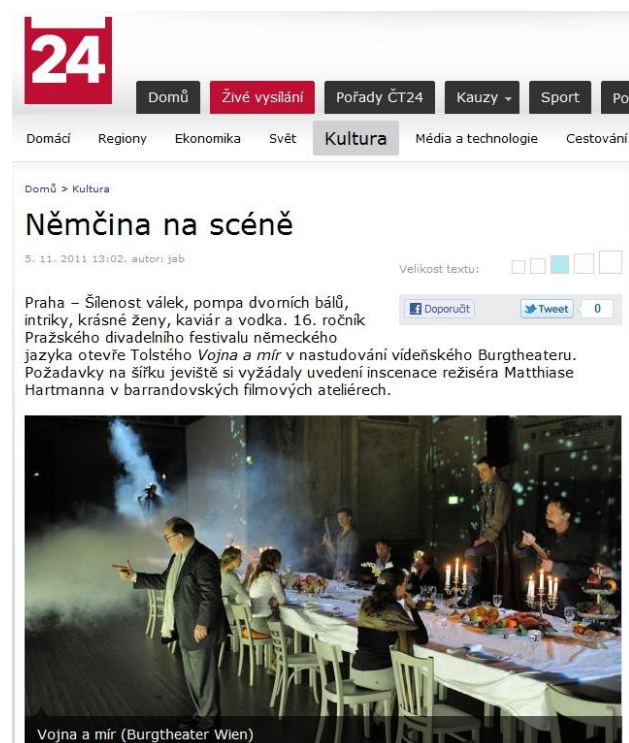 24
Domů Živé vysílání Pořady ČT24 Kauzy Sport Po
Domácí Regiony Ekonomika Svět Kultura Média a technologie Cestování
Domů > Kultura
Němčina na scéně
5. 11. 2011 13:02, autor: jab
Velikost textu:
Doporučit Tweet 0
Praha – Šílenost válek, pompa dvorních bálů,
intriky, krásné ženy, kaviár a vodka. 16. ročník
Pražského divadelního festivalu německého
jazyka otevře Tolstého Vojna a mír v nastudování vídeňského Burgtheateru.
Požadavky na šířku jeviště si vyžádaly uvedení inscenace režiséra Matthiase
Hartmanna v barrandovských filmových ateliérech.
Vojna a mír (Burgtheater Wien)